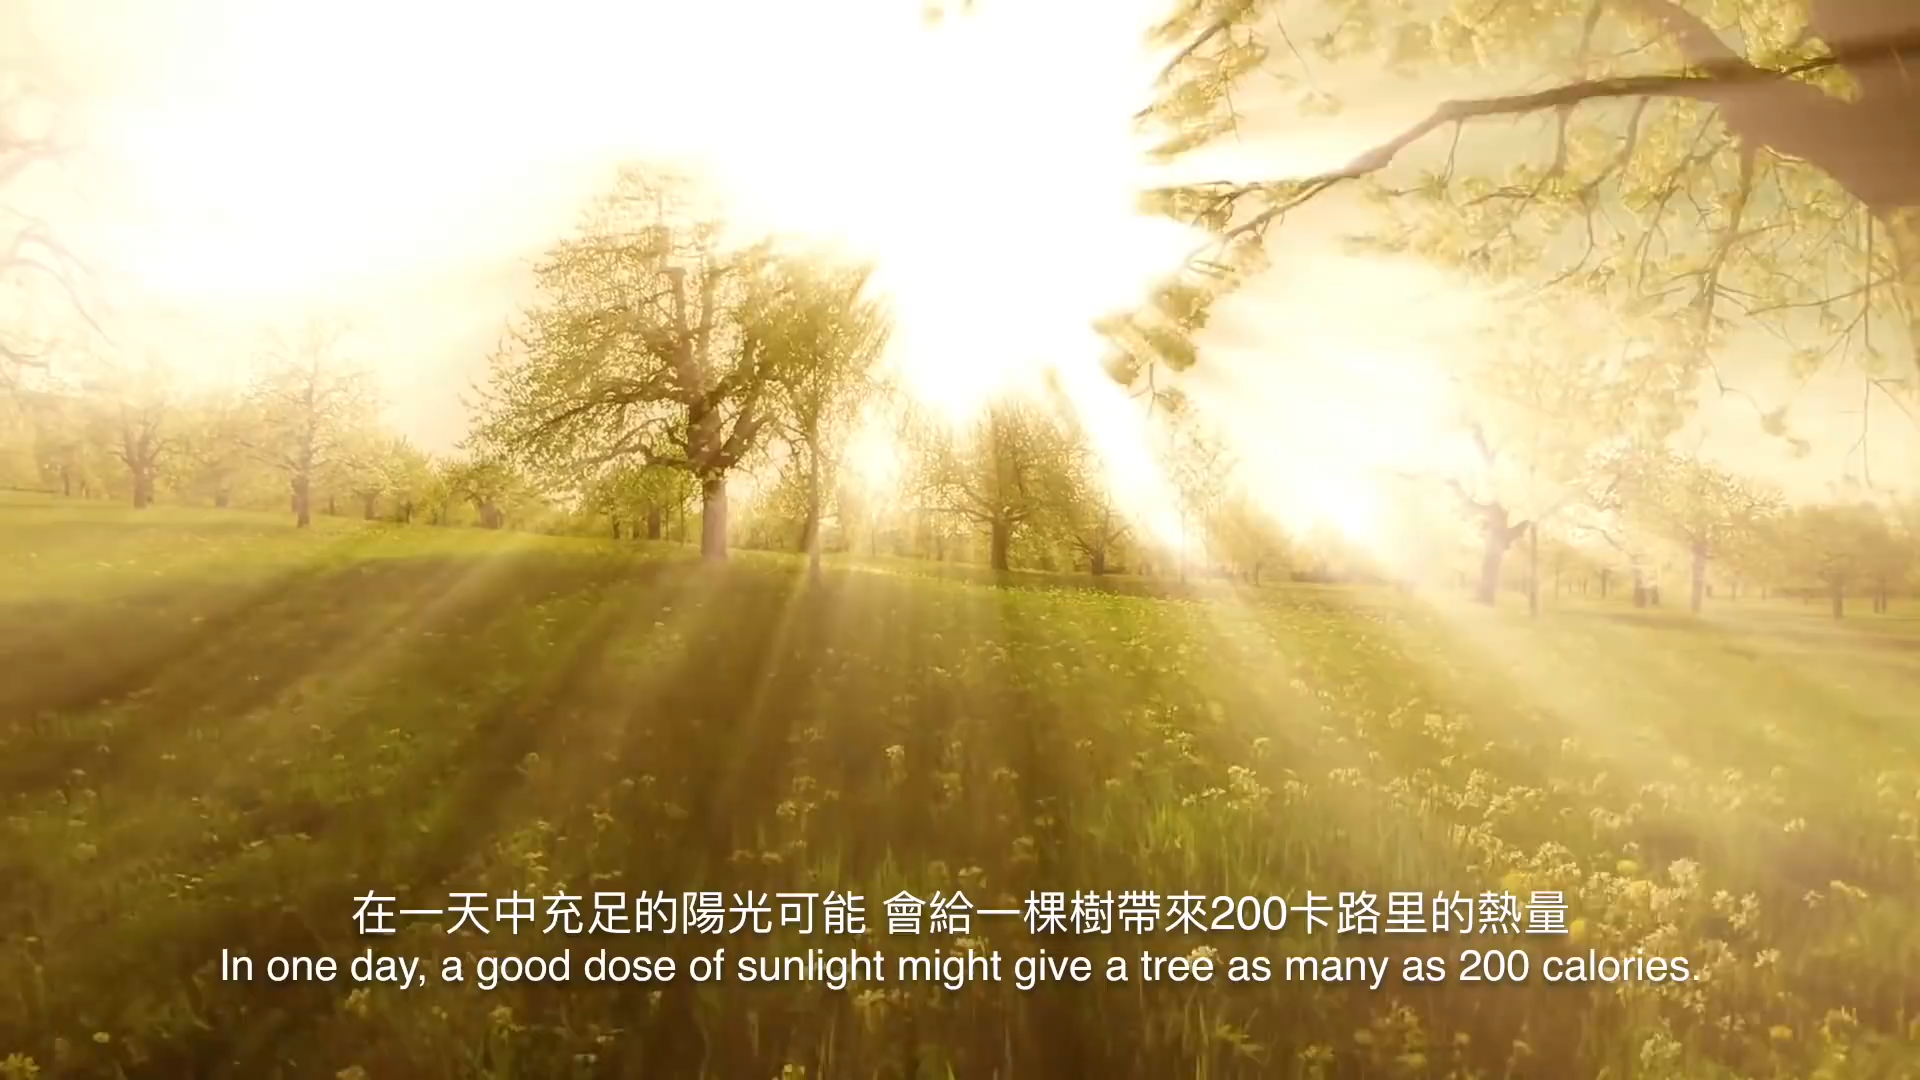 在一天中充足的陽光可能 會給一棵樹帶來200卡路里的熱量
In one day, a good dose of sunlight might give a tree as many as 200 calories.